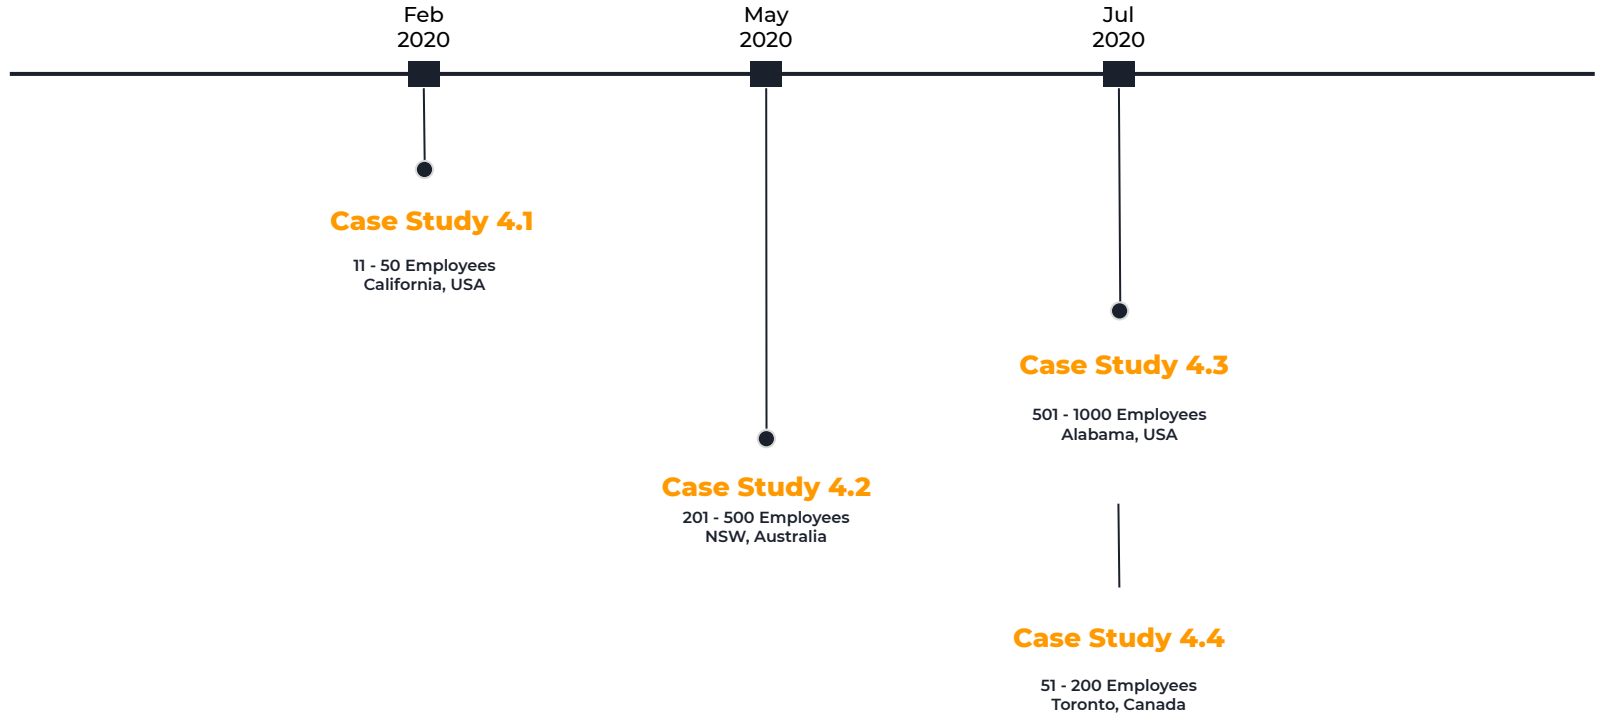 Feb
2020
May
2020
Jul
2020
Case Study 4.1
11 - 50 Employees
California, USA
Case Study 4.2
201 - 500 Employees
NSW, Australia
Case Study 4.3
501 - 1000 Employees
Alabama, USA
Case Study 4.4
51 - 200 Employees
Toronto, Canada